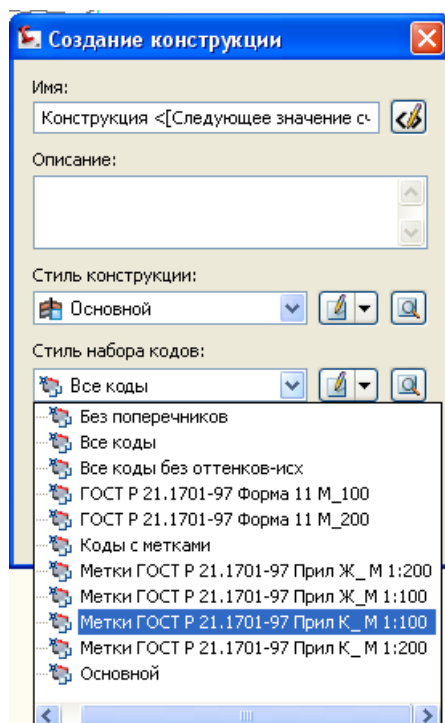 Создание конструкции
Имя:
Конструкция <[Следующее значение сч
Описание:
Стиль конструкции:
Основной
Стиль набора кодов:
Все коды
Без поперечников
Все коды
Все коды без оттенков-исх
ГОСТ Р 21.1701-97 Форма 11 М_100
ГОСТ Р 21.1701-97 Форма 11 М_200
Коды с метками
Метки ГОСТ Р 21.1701-97 Прил Ж_ М 1:200
Метки ГОСТ Р 21.1701-97 Прил Ж_ М 1:100
Метки ГОСТ Р 21.1701-97 Прил К_ М 1:100
Метки ГОСТ Р 21.1701-97 Прил К_ М 1:200
Основной